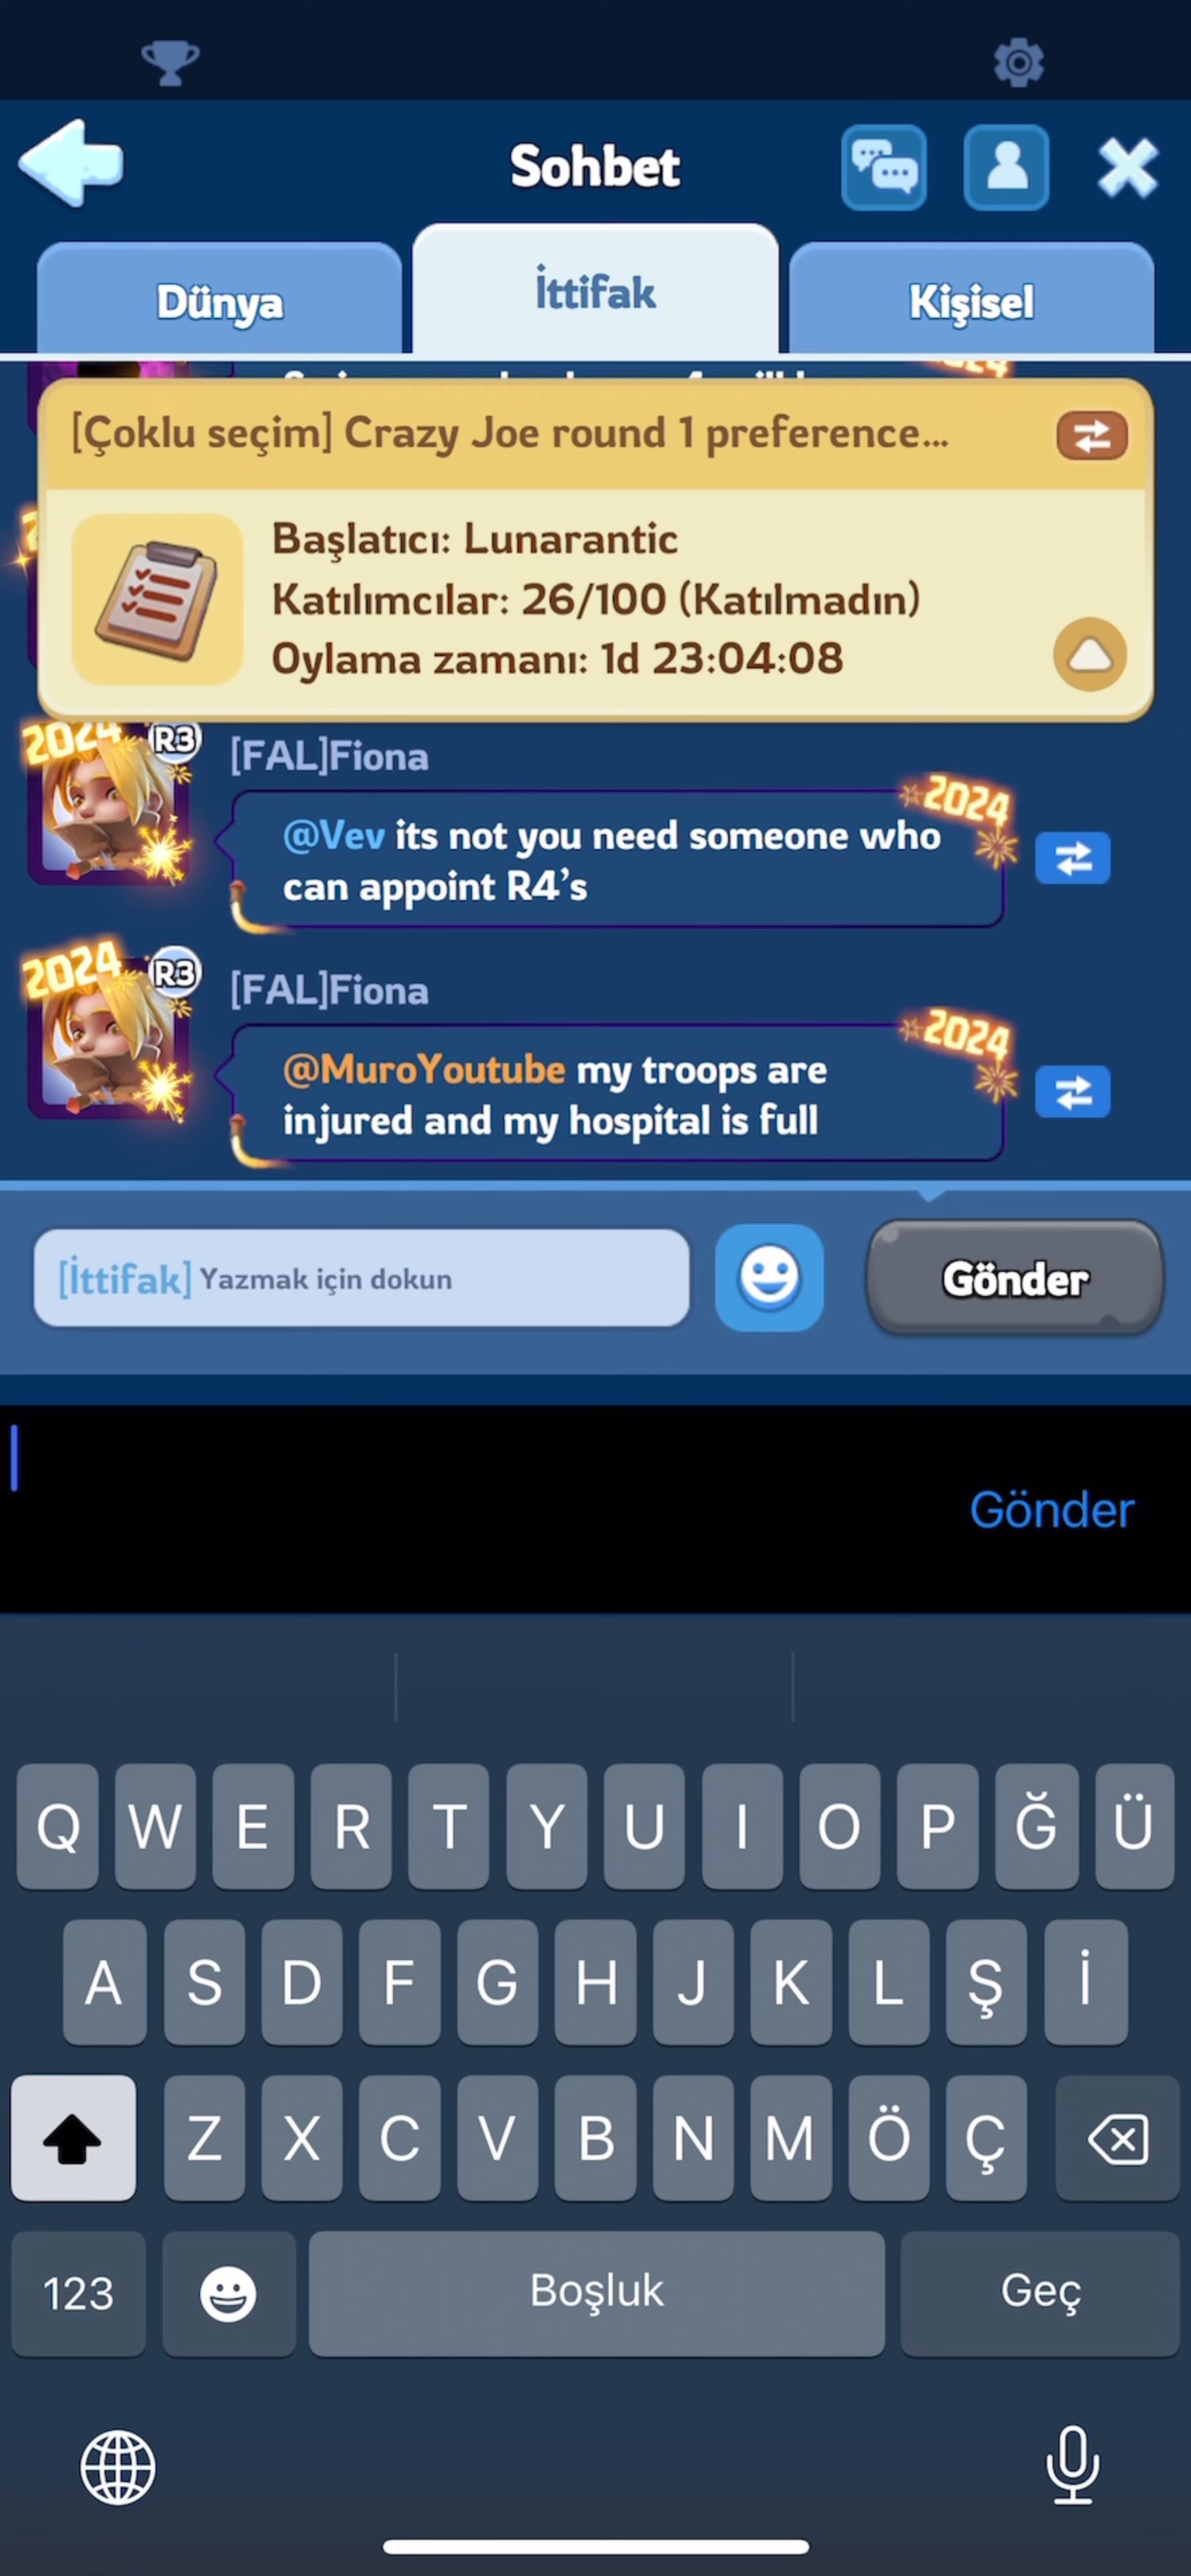 Sohbet
Dünya
İttifak
Kişisel
[Çoklu seçim] Crazy Joe round 1 preference...
Başlatıcı: Lunarantic
Katılımcılar: 26/100 (Katılmadın)
Oylama zamanı: 1d 23:04:08
2024
R3
[FAL]Fiona
2024
@Vev its not you need someone who
can appoint R4's
2024
R3
[FAL]Fiona
2024
@MuroYoutube my troops are
injured and my hospital is full
[İttifak] Yazmak için dokun
Gönder
Gönder
Q W E R T Y U I O P Ğ Ü
A S D F G H J K L Ş İ
Z X C V B N M Ö Ç
123
Boşluk
Geç